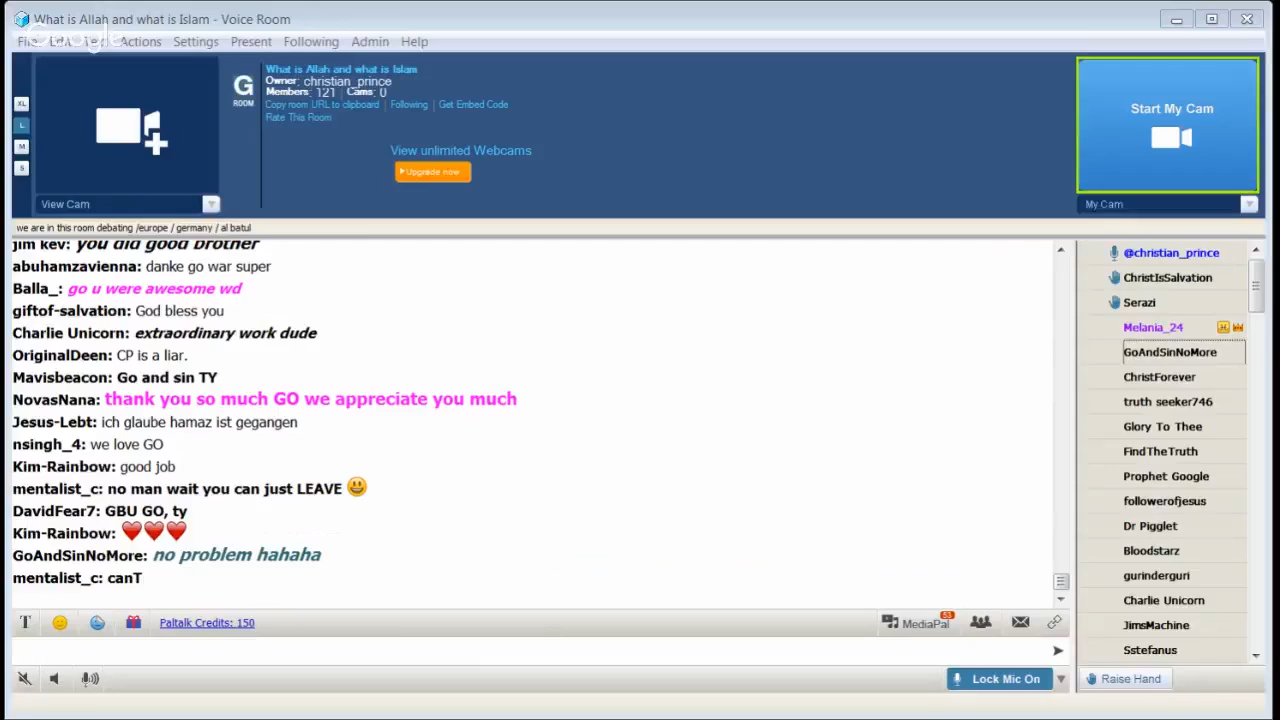 What is Allah and what is Islam - Voice Room
Google
File Edit Text Actions Settings Present Following Admin Help
XL
L
M
S
View Cam
G
ROOM
What is Allah and what is Islam
Owner: christian_prince
Members: 121 Cams: 0
Copy room URL to clipboard | Following | Get Embed Code
Rate This Room
View unlimited Webcams
Upgrade now
Start My Cam
My Cam
we are in this room debating /europe / germany / al batul
jim kev: you did good brother
abuhamzavienna: danke go war super
Balla_: go u were awesome wd
giftof-salvation: God bless you
Charlie Unicorn: extraordinary work dude
OriginalDeen: CP is a liar.
Mavisbeacon: Go and sin TY
NovasNana: thank you so much GO we appreciate you much
Jesus-Lebt: ich glaube hamaz ist gegangen
nsingh_4: we love GO
Kim-Rainbow: good job
mentalist_c: no man wait you can just LEAVE 😃
DavidFear7: GBU GO, ty
Kim-Rainbow: ❤❤❤
GoAndSinNoMore: no problem hahaha
mentalist_c: canT
@christian_prince
ChristIsSalvation
Serazi
Melania_24
GoAndSinNoMore
ChristForever
truth seeker746
Glory To Thee
FindTheTruth
Prophet Google
followerofjesus
Dr Pigglet
Bloodstarz
gurinderguri
Charlie Unicorn
JimsMachine
Sstefanus
T
Paltalk Credits: 150
MediaPal 53
Lock Mic On
Raise Hand